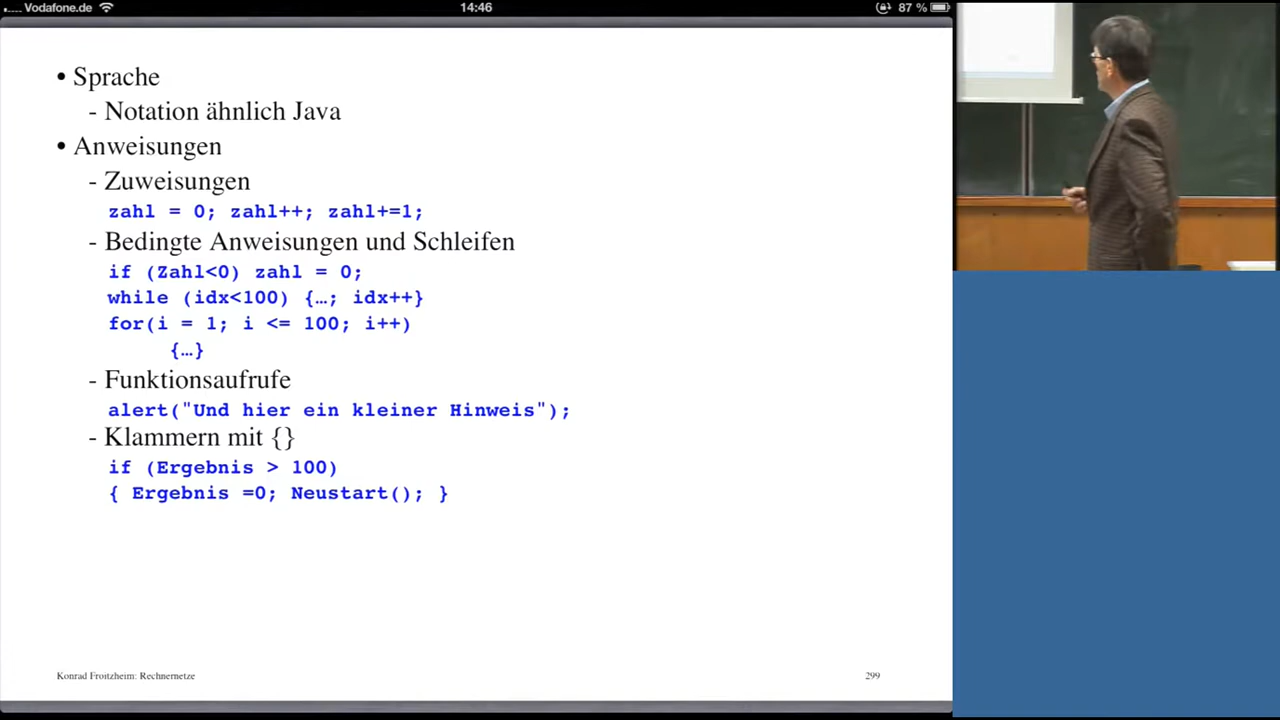 ..... Vodafone.de 14:46 87 %
• Sprache
- Notation ähnlich Java
• Anweisungen
- Zuweisungen
zahl = 0; zahl++; zahl+=1;
- Bedingte Anweisungen und Schleifen
if (Zahl<0) zahl = 0;
while (idx<100) {…; idx++}
for(i = 1; i <= 100; i++)
{…}
- Funktionsaufrufe
alert("Und hier ein kleiner Hinweis");
- Klammern mit {}
if (Ergebnis > 100)
{ Ergebnis =0; Neustart(); }
Konrad Froitzheim: Rechnernetze 299